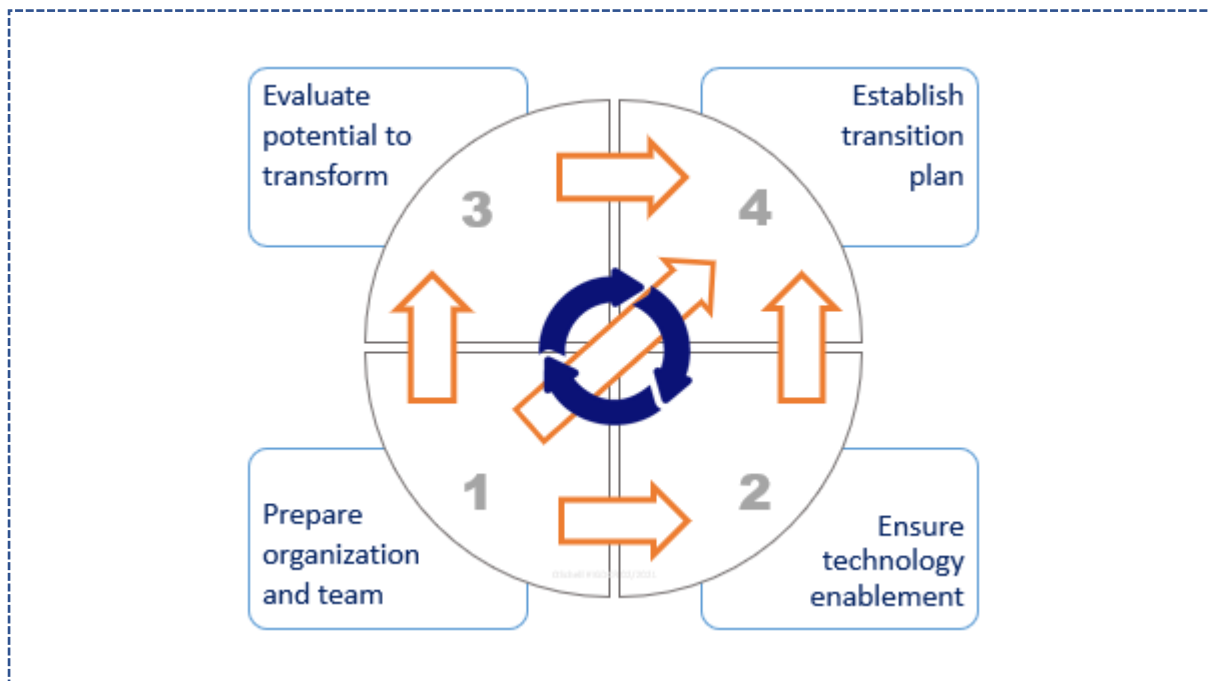 Evaluate
potential to
transform
Establish
transition
plan
3
4
1
2
Prepare
organization
and team
Ensure
technology
enablement